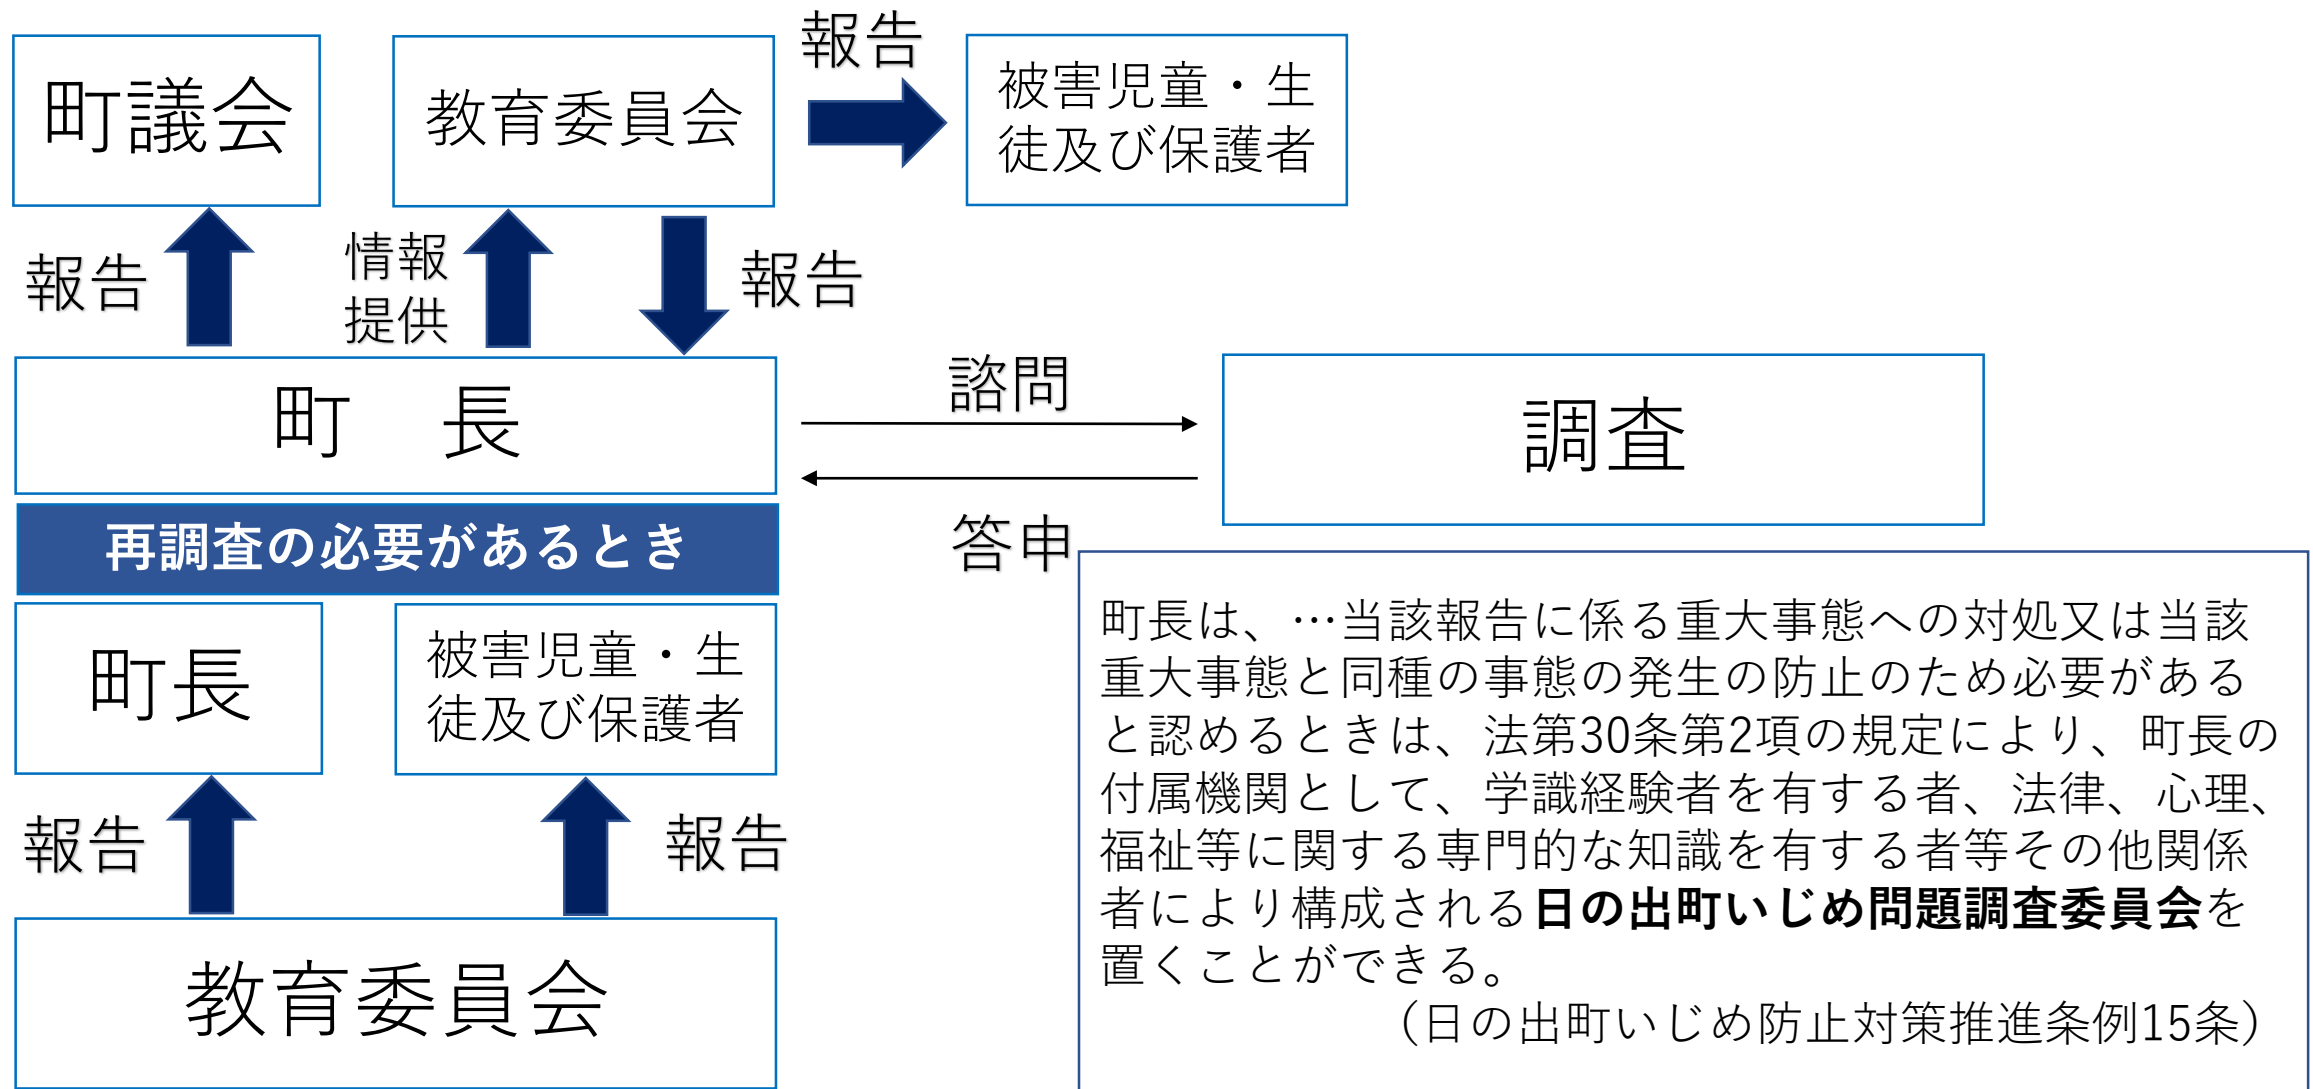 報告
町議会
教育委員会
被害児童・生
徒及び保護者
報告
情報
提供
報告
町　長
諮問
調査
答申
再調査の必要があるとき
町長
被害児童・生
徒及び保護者
報告
報告
教育委員会
町長は、…当該報告に係る重大事態への対処又は当該
重大事態と同種の事態の発生の防止のため必要がある
と認めるときは、法第30条第2項の規定により、町長の
付属機関として、学識経験者を有する者、法律、心理、
福祉等に関する専門的な知識を有する者等その他関係
者により構成される日の出町いじめ問題調査委員会を
置くことができる。
（日の出町いじめ防止対策推進条例15条）